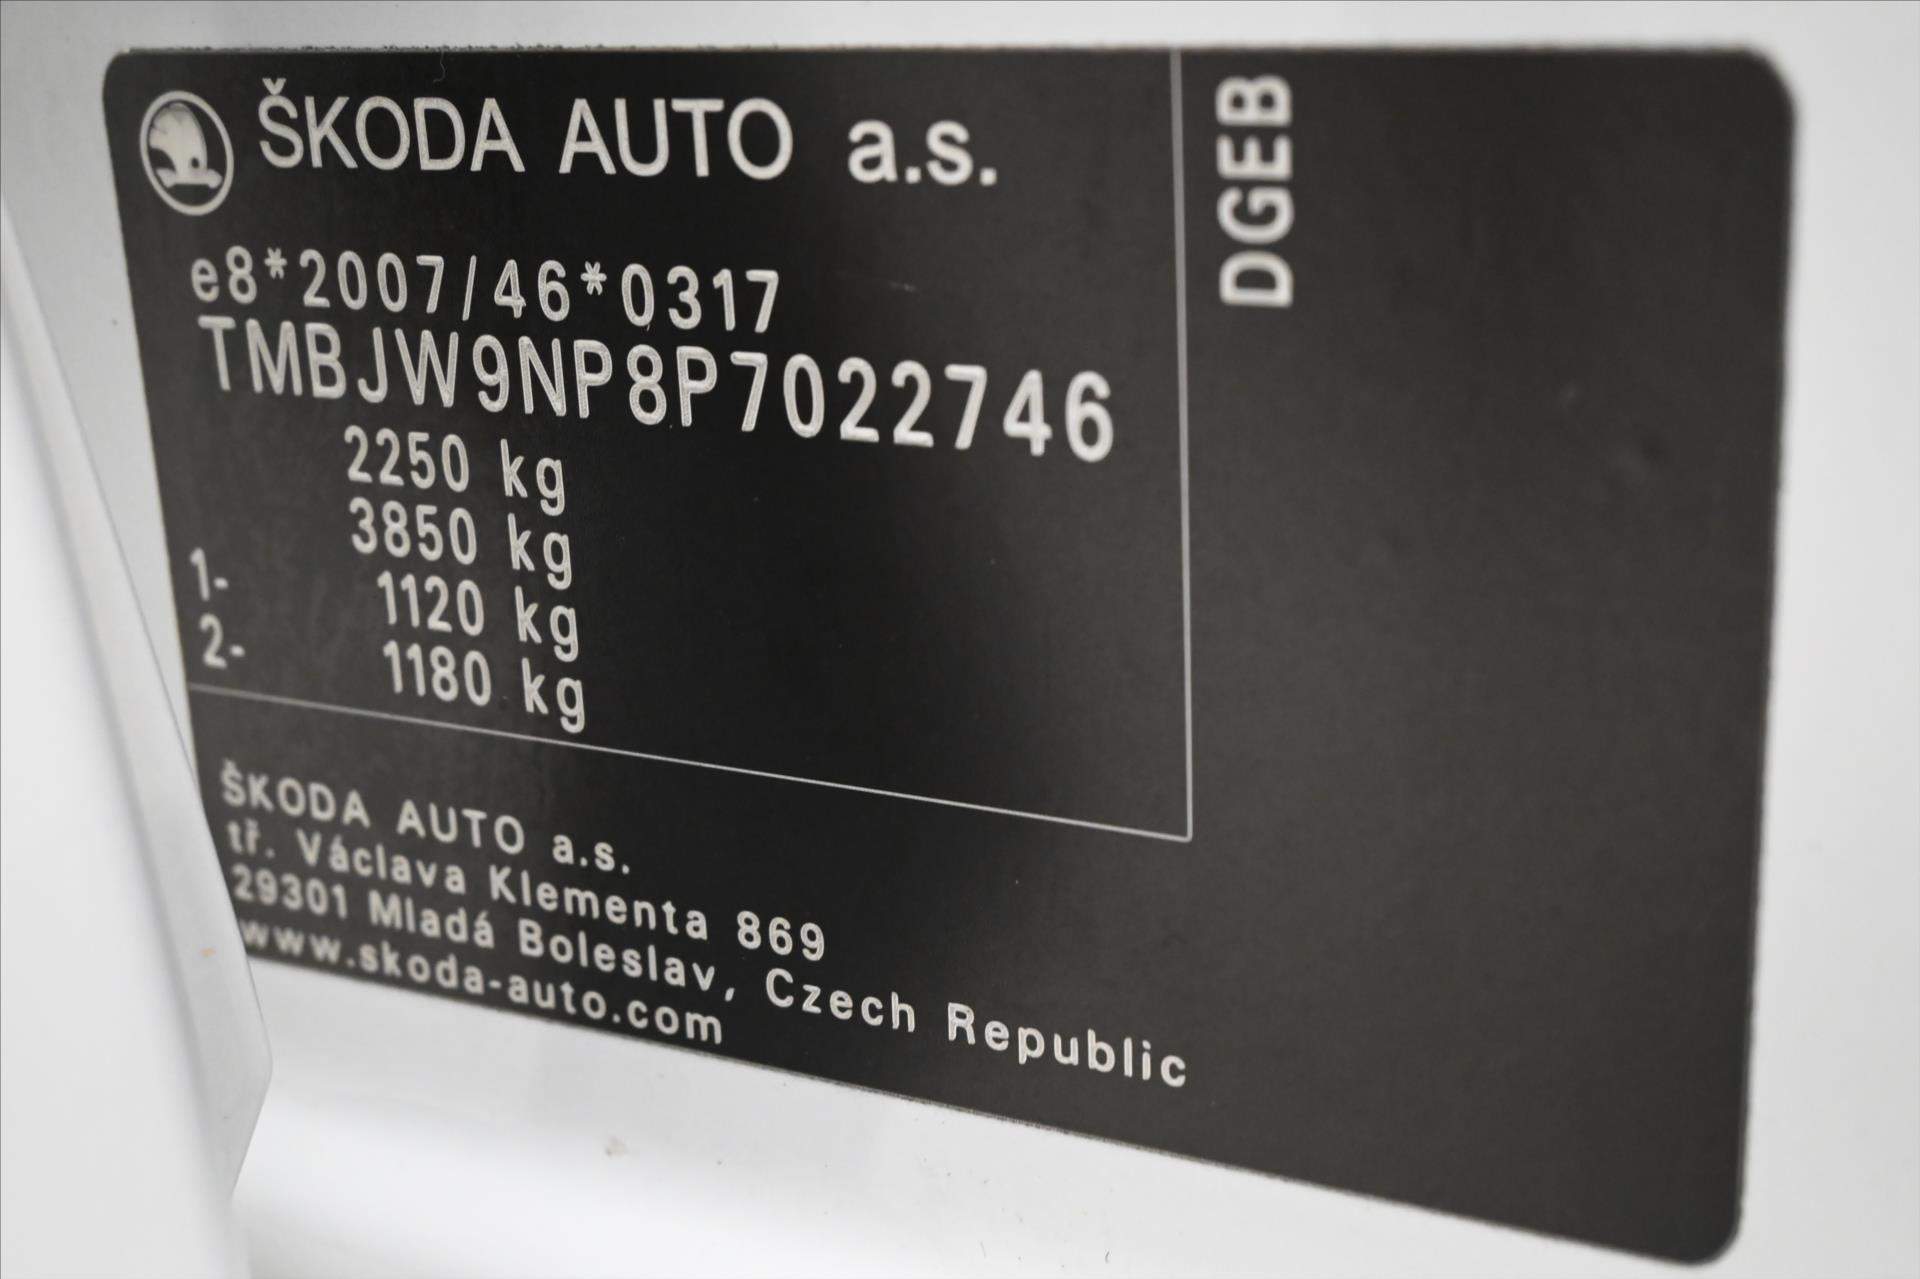 ŠKODA AUTO a.s.
DGEB
e8*2007/46*0317
TMBJW9NP8P7022746
2250 kg
3850 kg
1- 1120 kg
2- 1180 kg
ŠKODA AUTO a.s.
tř. Václava Klementa 869
29301 Mladá Boleslav, Czech Republic
www.skoda-auto.com